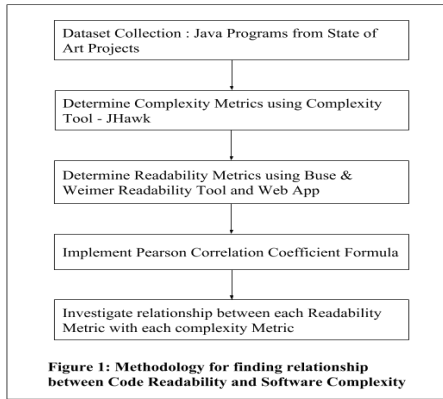 Dataset Collection : Java Programs from State of
Art Projects
Determine Complexity Metrics using Complexity
Tool - JHawk
Determine Readability Metrics using Buse &
Weimer Readability Tool and Web App
Implement Pearson Correlation Coefficient Formula
Investigate relationship between each Readability
Metric with each complexity Metric
Figure 1: Methodology for finding relationship
between Code Readability and Software Complexity